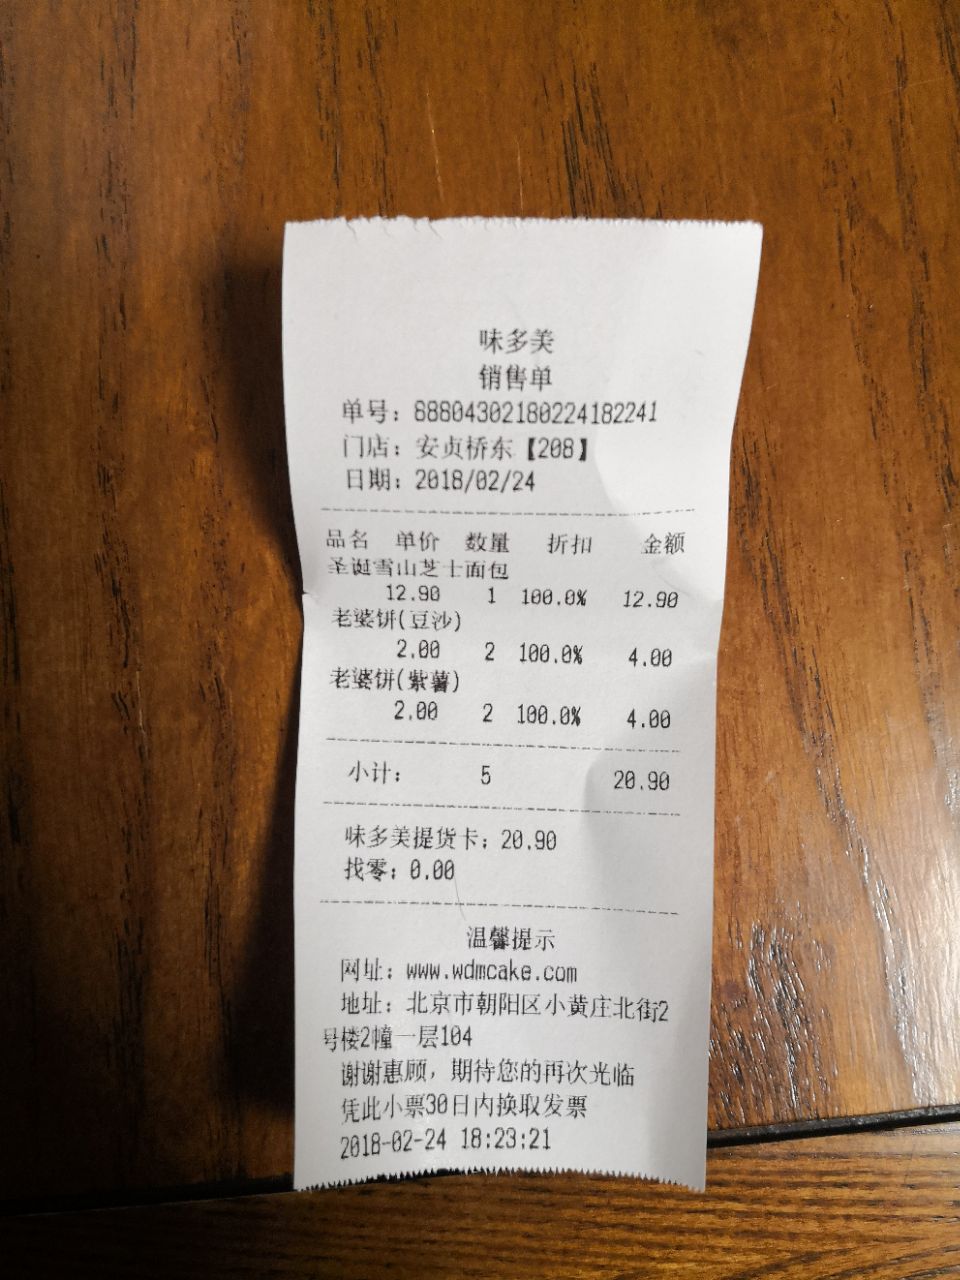 味多美
销售单
单号：88804302180224182241
门店：安贞桥东【208】
日期：2018/02/24
品名 单价 数量 折扣 金额
圣诞雪山芝士面包
12.90 1 100.0% 12.90
老婆饼(豆沙)
2.00 2 100.0% 4.00
老婆饼(紫薯)
2.00 2 100.0% 4.00
小计： 5 20.90
味多美提货卡：20.90
找零：0.00
温馨提示
网址：www.wdmcake.com
地址：北京市朝阳区小黄庄北街2
号楼2幢一层104
谢谢惠顾，期待您的再次光临
凭此小票30日内换取发票
2018-02-24 18:23:21